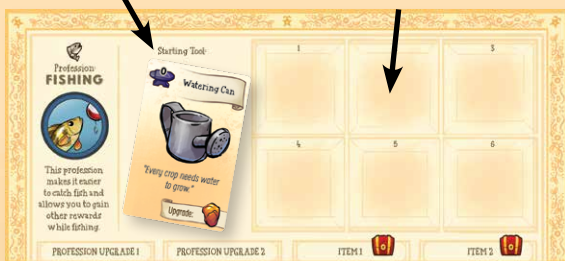 Profession:
FISHING
This profession
makes it easier
to catch fish and
allows you to gain
other rewards
while fishing.
Starting Tool:
0
Watering Can
"Every crop needs water
to grow."
Upgrade:
1
3
4
5
6
PROFESSION UPGRADE 1
PROFESSION UPGRADE 2
ITEM 1
ITEM 2